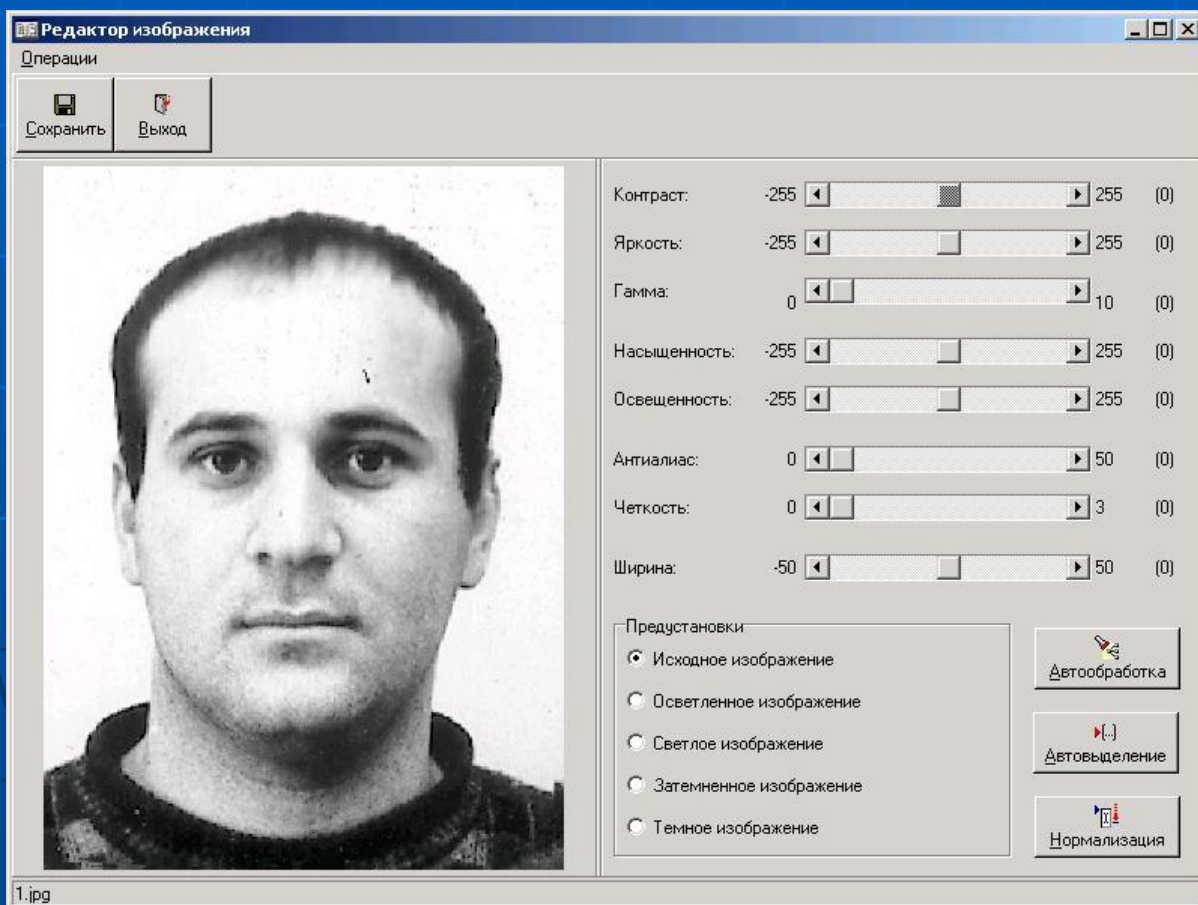 Редактор изображения
Операции
Сохранить Выход
Контраст: -255 255 (0)
Яркость: -255 255 (0)
Гамма: 0 10 (0)
Насыщенность: -255 255 (0)
Освещенность: -255 255 (0)
Антиалиас: 0 50 (0)
Четкость: 0 3 (0)
Ширина: -50 50 (0)
Предустановки
Исходное изображение
Осветленное изображение
Светлое изображение
Затемненное изображение
Темное изображение
Автообработка
Автовыделение
Нормализация
1.jpg